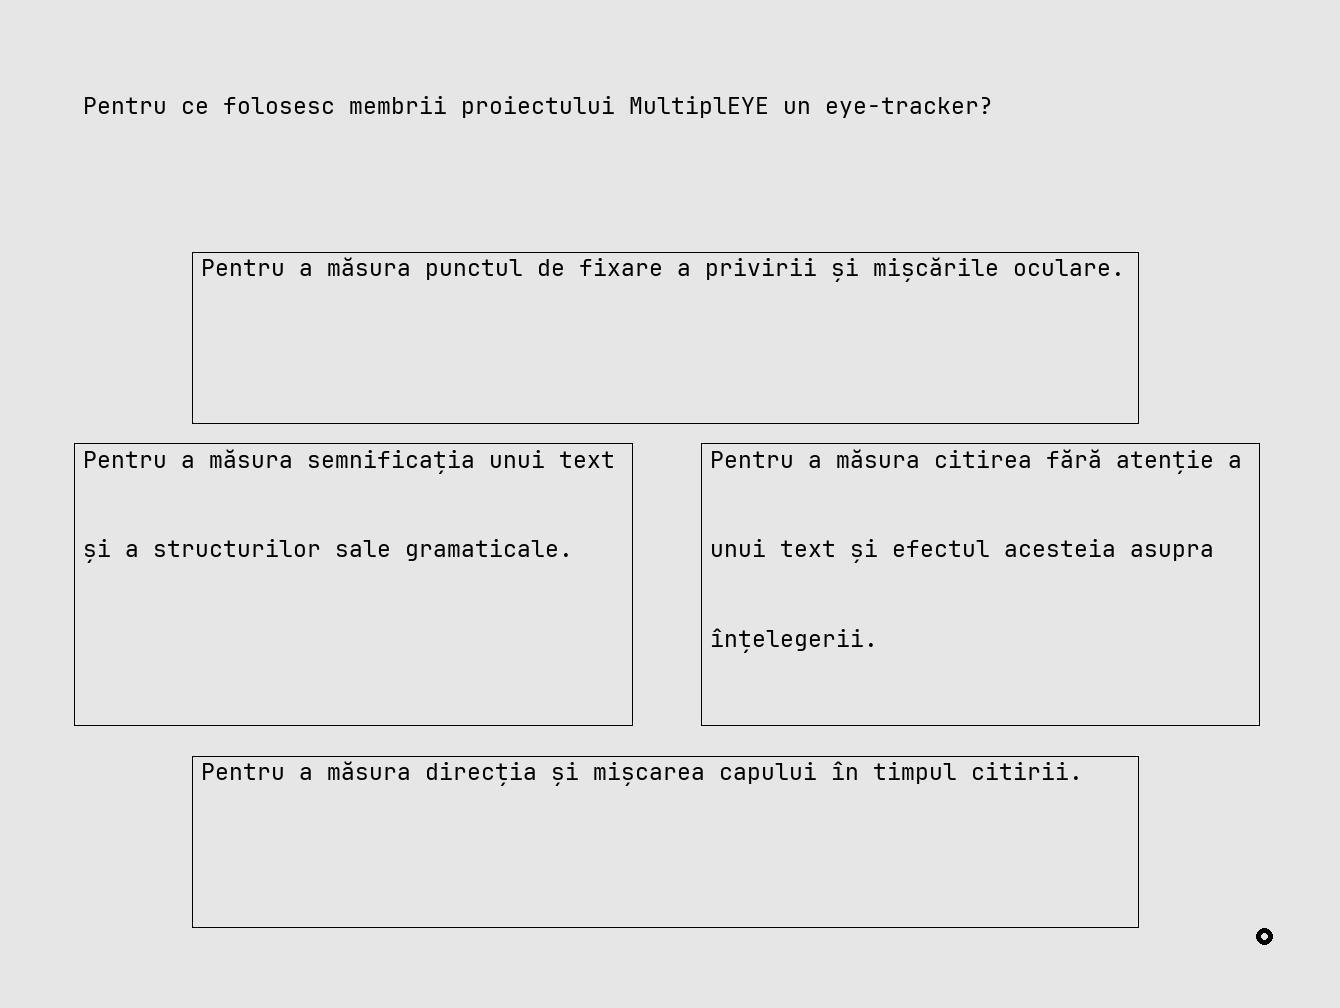 Pentru ce folosesc membrii proiectului MultiplEYE un eye-tracker?
Pentru a măsura punctul de fixare a privirii și mișcările oculare.
Pentru a măsura semnificația unui text
și a structurilor sale gramaticale.
Pentru a măsura citirea fără atenție a
unui text și efectul acesteia asupra
înțelegerii.
Pentru a măsura direcția și mișcarea capului în timpul citirii.